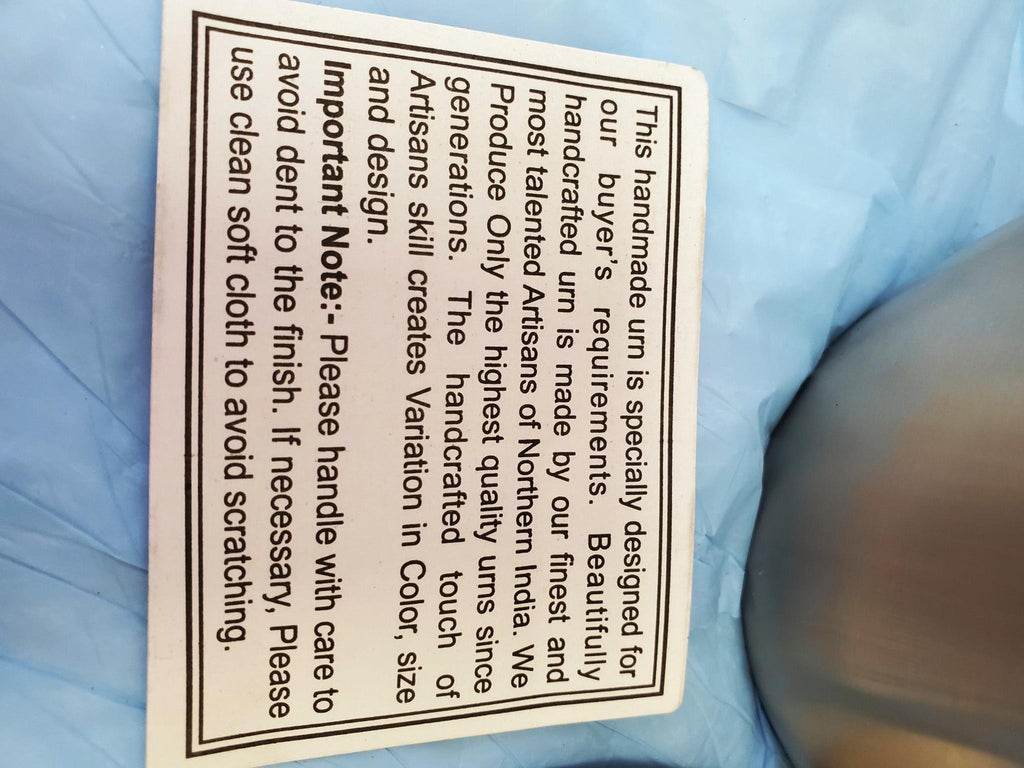 This handmade urn is specially designed for
our buyer's requirements. Beautifully
handcrafted urn is made by our finest and
most talented Artisans of Northern India. We
Produce Only the highest quality urns since
generations. The handcrafted touch of
Artisans skill creates Variation in Color, size
and design.
Important Note:- Please handle with care to
avoid dent to the finish. If necessary, Please
use clean soft cloth to avoid scratching.